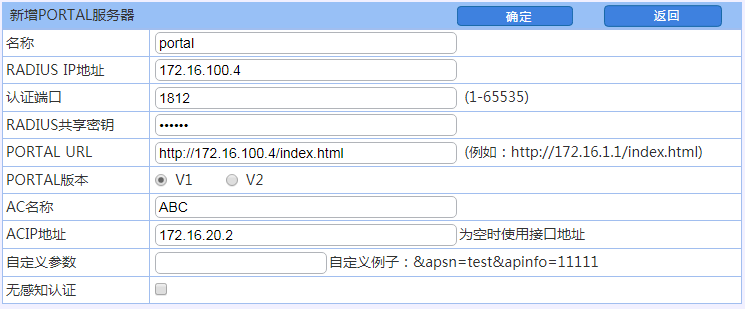 新增PORTAL服务器 确定 返回
名称 portal
RADIUS IP地址 172.16.100.4
认证端口 1812 (1-65535)
RADIUS共享密钥 ••••••
PORTAL URL http://172.16.100.4/index.html (例如：http://172.16.1.1/index.html)
PORTAL版本 V1 V2
AC名称 ABC
ACIP地址 172.16.20.2 为空时使用接口地址
自定义参数 自定义例子：&apsn=test&apinfo=11111
无感知认证